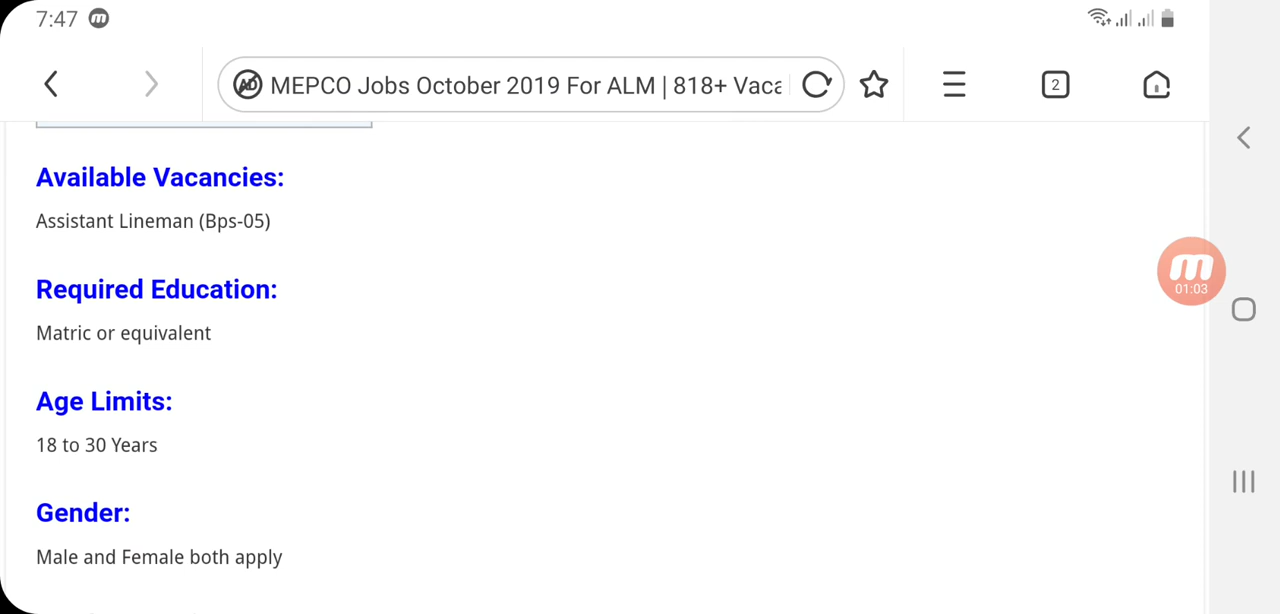 7:47
MEPCO Jobs October 2019 For ALM | 818+ Vaca
2
Available Vacancies:
Assistant Lineman (Bps-05)
Required Education:
Matric or equivalent
01:03
Age Limits:
18 to 30 Years
Gender:
Male and Female both apply